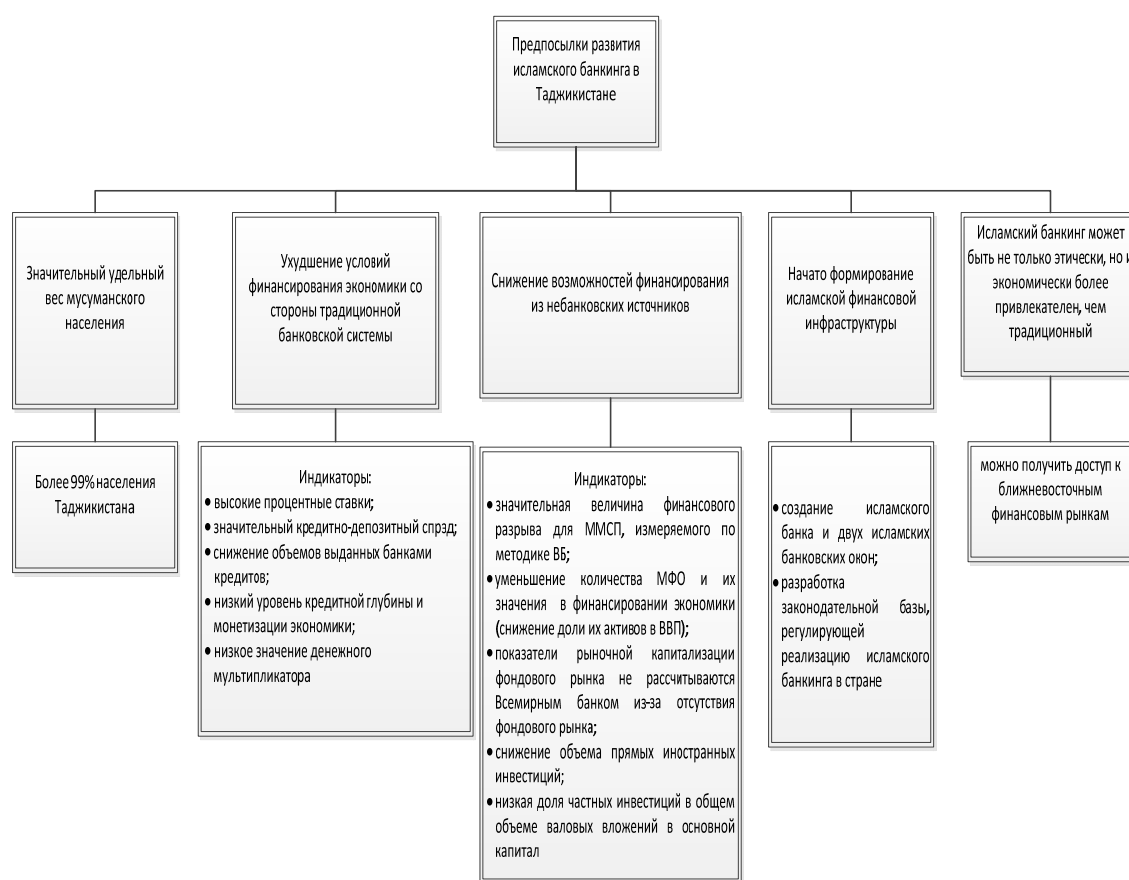 Предпосылки развития
исламского банкинга в
Таджикистане
Значительный удельный
вес мусуманского
населения
Ухудшение условий
финансирования экономики со
стороны традиционной
банковской системы
Снижение возможностей финансирования
из небанковских источников
Начато формирование
исламской финансовой
инфраструктуры
Исламский банкинг может
быть не только этически, но и
экономически более
привлекателен, чем
традиционный
Более 99% населения
Таджикистана
Индикаторы:
• высокие процентные ставки;
• значительный кредитно-депозитный спрэд;
• снижение объемов выданных банками
кредитов;
• низкий уровень кредитной глубины и
монетизации экономики;
• низкое значение денежного
мультипликатора
Индикаторы:
• значительная величина финансового
разрыва для ММСП, измеряемого по
методике ВБ;
• уменьшение количества МФО и их
значения в финансировании экономики
(снижение доли их активов в ВВП);
• показатели рыночной капитализации
фондового рынка не рассчитываются
Всемирным банком из-за отсутствия
фондового рынка;
• снижение объема прямых иностранных
инвестиций;
• низкая доля частных инвестиций в общем
объеме валовых вложений в основной
капитал
• создание исламского
банка и двух исламских
банковских окон;
• разработка
законодательной базы,
регулирующей
реализацию исламского
банкинга в стране
можно получить доступ к
ближневосточным
финансовым рынкам